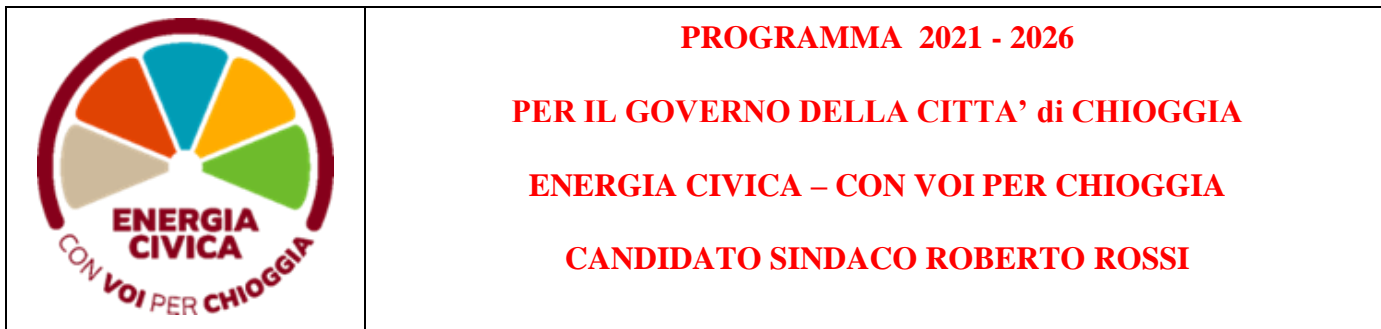 ENERGIA
CIVICA
CON VOI PER CHIOGGIA
PROGRAMMA 2021 - 2026
PER IL GOVERNO DELLA CITTA’ di CHIOGGIA
ENERGIA CIVICA – CON VOI PER CHIOGGIA
CANDIDATO SINDACO ROBERTO ROSSI